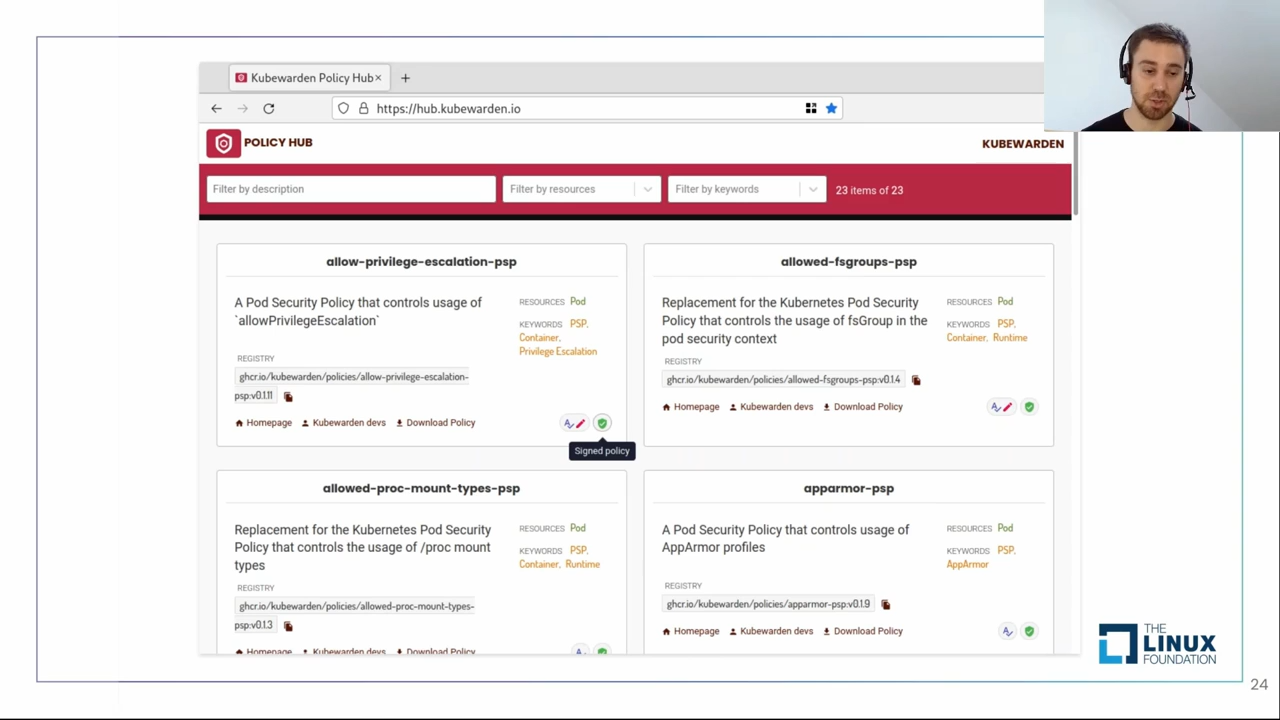 Kubewarden Policy Hub
https://hub.kubewarden.io
POLICY HUB
KUBEWARDEN
Filter by description
Filter by resources
Filter by keywords
23 items of 23
allow-privilege-escalation-psp
A Pod Security Policy that controls usage of
`allowPrivilegeEscalation`
RESOURCES Pod
KEYWORDS PSP,
Container,
Privilege Escalation
REGISTRY
ghcr.io/kubewarden/policies/allow-privilege-escalation-
psp:v0.1.11
Homepage Kubewarden devs Download Policy
Signed policy
allowed-fsgroups-psp
Replacement for the Kubernetes Pod Security
Policy that controls the usage of fsGroup in the
pod security context
RESOURCES Pod
KEYWORDS PSP,
Container, Runtime
REGISTRY
ghcr.io/kubewarden/policies/allowed-fsgroups-psp:v0.1.4
Homepage Kubewarden devs Download Policy
allowed-proc-mount-types-psp
Replacement for the Kubernetes Pod Security
Policy that controls the usage of /proc mount
types
RESOURCES Pod
KEYWORDS PSP,
Container, Runtime
REGISTRY
ghcr.io/kubewarden/policies/allowed-proc-mount-types-
psp:v0.1.3
Homepage Kubewarden devs Download Policy
apparmor-psp
A Pod Security Policy that controls usage of
AppArmor profiles
RESOURCES Pod
KEYWORDS PSP,
AppArmor
REGISTRY
ghcr.io/kubewarden/policies/apparmor-psp:v0.1.9
Homepage Kubewarden devs Download Policy
THE
LINUX
FOUNDATION
24